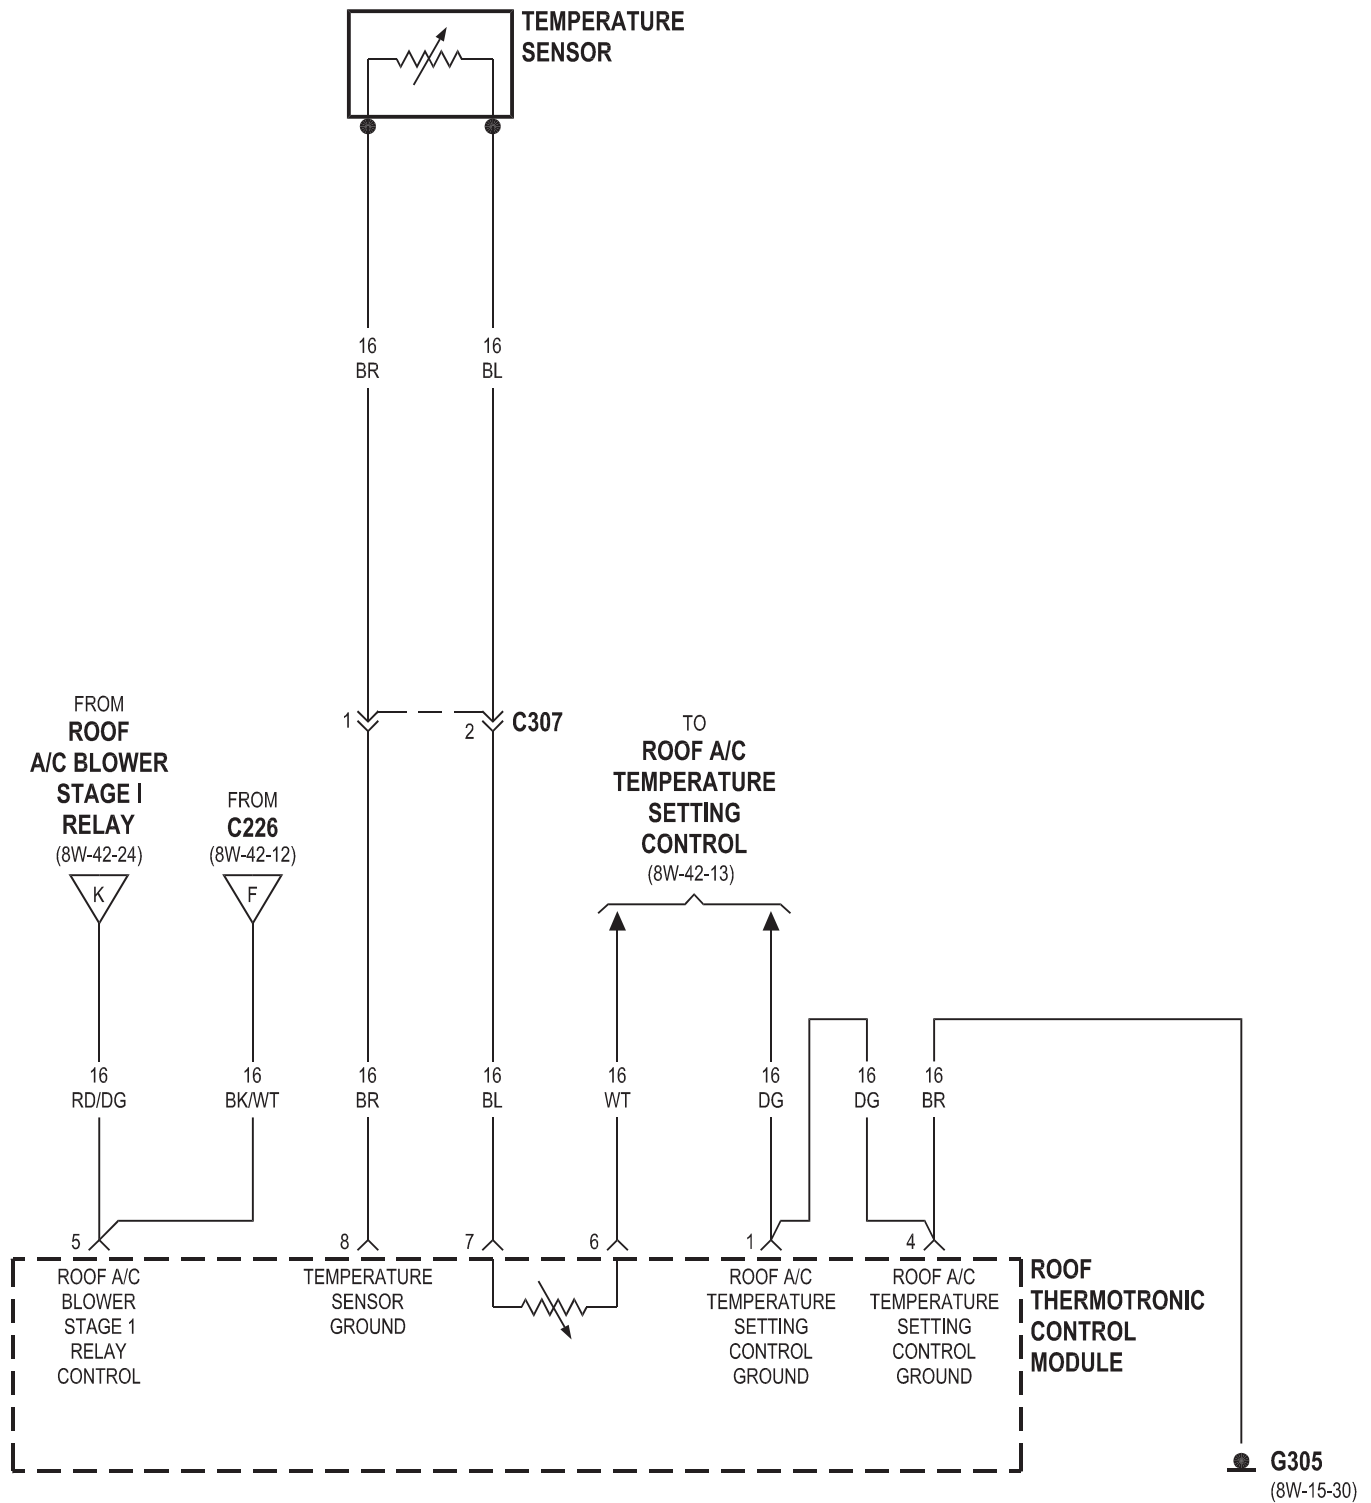 TEMPERATURE
SENSOR
16
BR
16
BL
1
2
C307
FROM
ROOF
A/C BLOWER
STAGE I
RELAY
(8W-42-24)
K
FROM
C226
(8W-42-12)
F
TO
ROOF A/C
TEMPERATURE
SETTING
CONTROL
(8W-42-13)
16
RD/DG
16
BK/WT
16
BR
16
BL
16
WT
16
DG
16
DG
16
BR
5
8
7
6
1
4
ROOF A/C
BLOWER
STAGE 1
RELAY
CONTROL
TEMPERATURE
SENSOR
GROUND
ROOF A/C
TEMPERATURE
SETTING
CONTROL
GROUND
ROOF A/C
TEMPERATURE
SETTING
CONTROL
GROUND
ROOF
THERMOTRONIC
CONTROL
MODULE
G305
(8W-15-30)